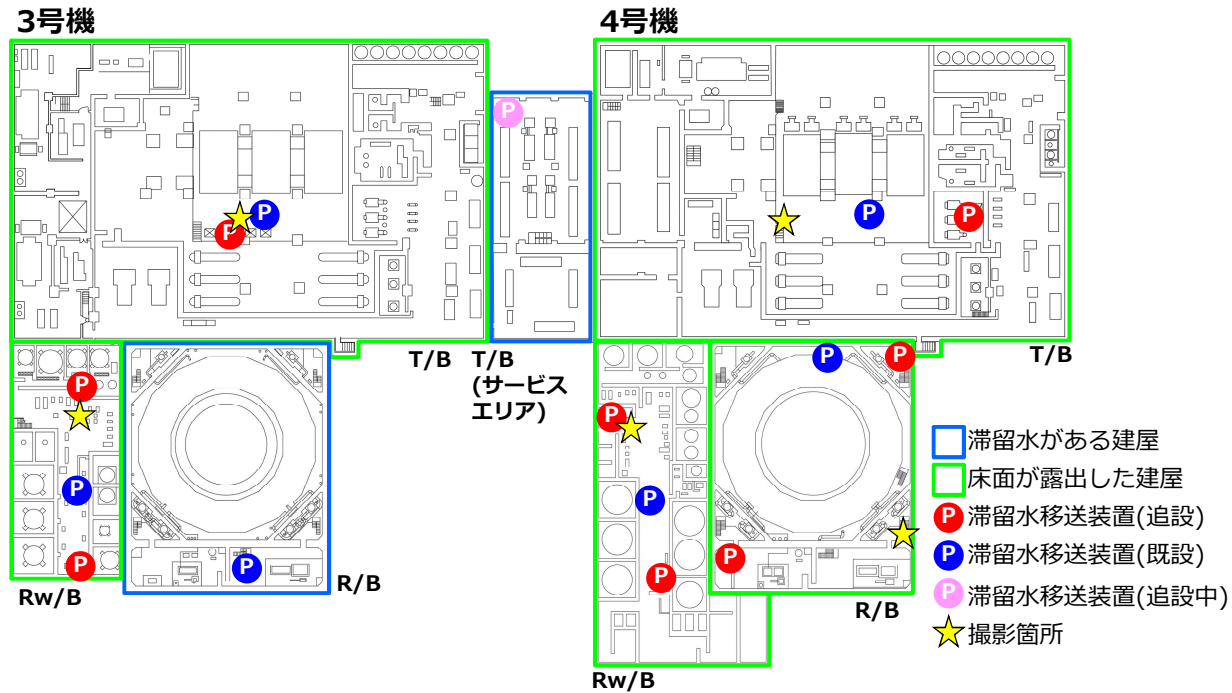 3号機
4号機
P
P
P
P
P
T/B
T/B
(サービス
エリア)
T/B
P
P
P
P
P
R/B
Rw/B
P
P
P
P
P
P
R/B
Rw/B
滞留水がある建屋
床面が露出した建屋
P 滞留水移送装置(追設)
P 滞留水移送装置(既設)
P 滞留水移送装置(追設中)
撮影箇所